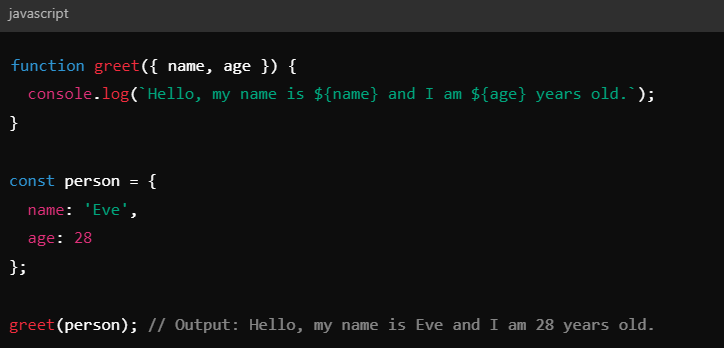 javascript
function greet({ name, age }) {
  console.log(`Hello, my name is ${name} and I am ${age} years old.`);
}
const person = {
  name: 'Eve',
  age: 28
};
greet(person); // Output: Hello, my name is Eve and I am 28 years old.